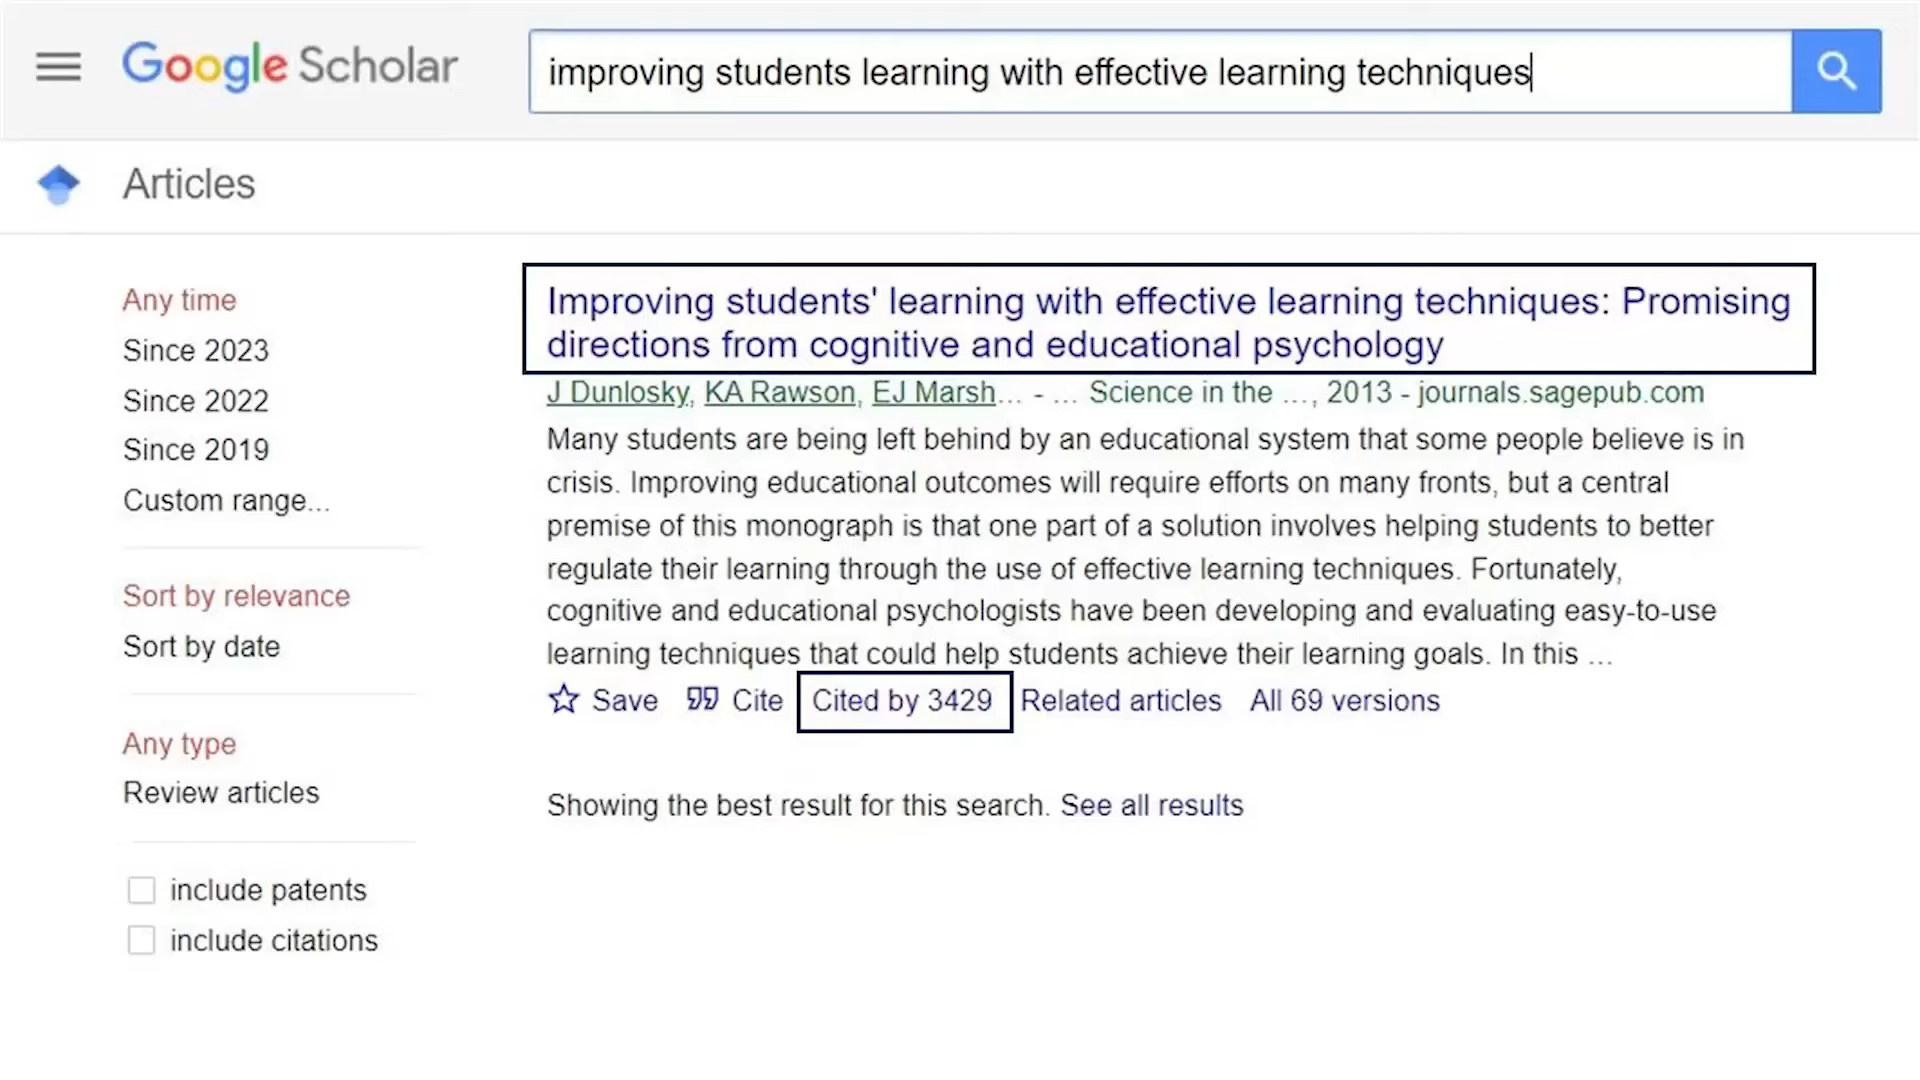 Google Scholar
improving students learning with effective learning techniques
Articles
Any time
Since 2023
Since 2022
Since 2019
Custom range...
Sort by relevance
Sort by date
Any type
Review articles
include patents
include citations
Improving students' learning with effective learning techniques: Promising
directions from cognitive and educational psychology
J Dunlosky, KA Rawson, EJ Marsh... - ... Science in the ..., 2013 - journals.sagepub.com
Many students are being left behind by an educational system that some people believe is in
crisis. Improving educational outcomes will require efforts on many fronts, but a central
premise of this monograph is that one part of a solution involves helping students to better
regulate their learning through the use of effective learning techniques. Fortunately,
cognitive and educational psychologists have been developing and evaluating easy-to-use
learning techniques that could help students achieve their learning goals. In this ...
Save Cite Cited by 3429 Related articles All 69 versions
Showing the best result for this search. See all results